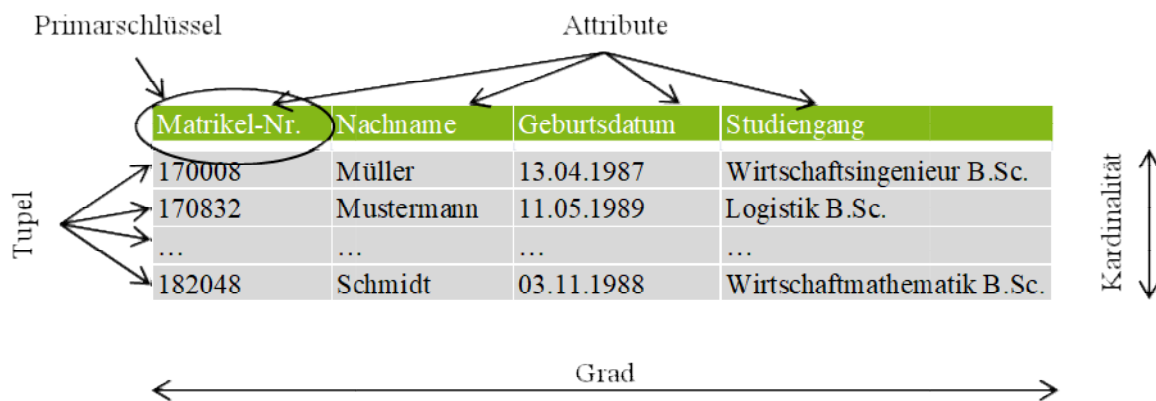 Primarschlüssel Attribute
Matrikel-Nr. Nachname Geburtsdatum Studiengang
170008 Müller 13.04.1987 Wirtschaftsingenieur B.Sc.
170832 Mustermann 11.05.1989 Logistik B.Sc.
... ... ... ...
182048 Schmidt 03.11.1988 Wirtschaftmathematik B.Sc.
Tupel
Kardinalität
Grad